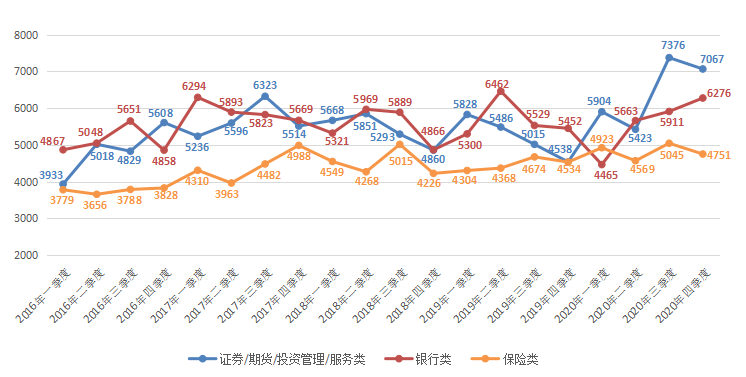 8000
7000
6000
5000
4000
3000
2000
3933 5018 4829 5608 5236 5596 6323 5514 5668 5851 5293 4860 5828 5486 5015 4538 5904 5423 7376 7067
4867 5048 5651 4858 6294 5893 5823 5669 5321 5969 5889 4866 5300 6462 5529 5452 4465 5663 5911 6276
3779 3656 3788 3828 4310 3963 4482 4988 4549 4268 5015 4226 4304 4368 4674 4534 4923 4569 5045 4751
2016年一季度
2016年二季度
2016年三季度
2016年四季度
2017年一季度
2017年二季度
2017年三季度
2017年四季度
2018年一季度
2018年二季度
2018年三季度
2018年四季度
2019年一季度
2019年二季度
2019年三季度
2019年四季度
2020年一季度
2020年二季度
2020年三季度
2020年四季度
证券/期货/投资管理/服务类 银行类 保险类